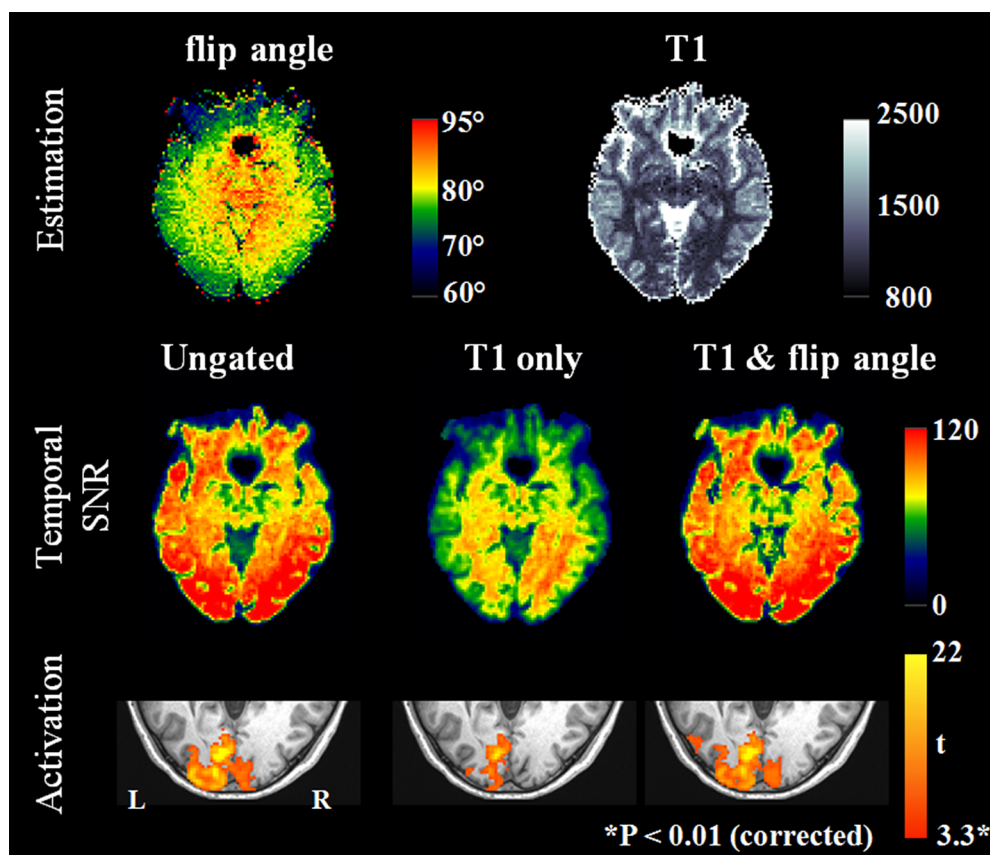 flip angle
T1
Estimation
95°
80°
70°
60°
2500
1500
800
Ungated
T1 only
T1 & flip angle
Temporal
SNR
120
0
Activation
L
R
22
t
3.3*
*P < 0.01 (corrected)